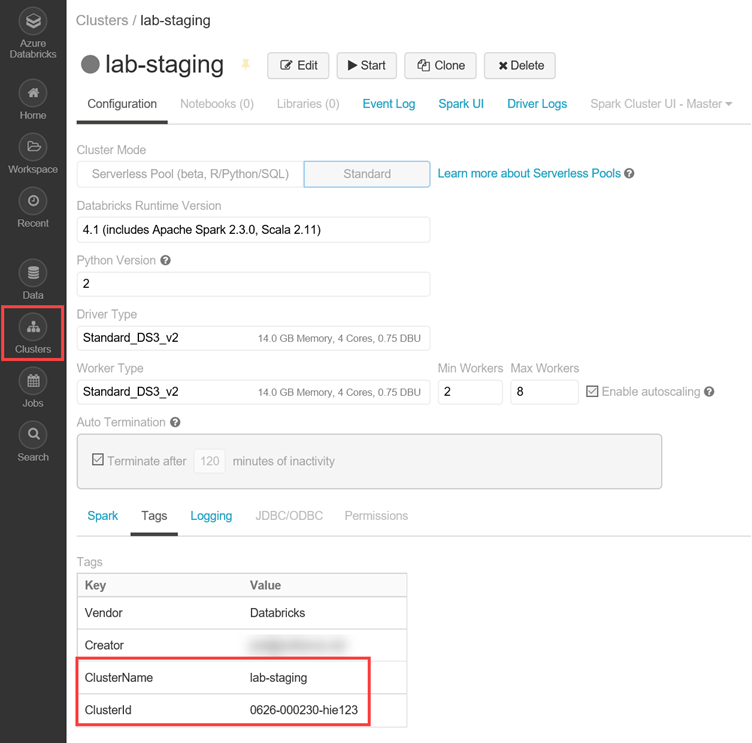 Azure
Databricks
Home
Workspace
Recent
Data
Clusters
Jobs
Search
Clusters / lab-staging
lab-staging
Edit
Start
Clone
Delete
Configuration
Notebooks (0)
Libraries (0)
Event Log
Spark UI
Driver Logs
Spark Cluster UI - Master
Cluster Mode
Serverless Pool (beta, R/Python/SQL)
Standard
Learn more about Serverless Pools
Databricks Runtime Version
4.1 (includes Apache Spark 2.3.0, Scala 2.11)
Python Version
2
Driver Type
Standard_DS3_v2 14.0 GB Memory, 4 Cores, 0.75 DBU
Worker Type Min Workers Max Workers
Standard_DS3_v2 14.0 GB Memory, 4 Cores, 0.75 DBU 2 8 Enable autoscaling
Auto Termination
Terminate after 120 minutes of inactivity
Spark Tags Logging JDBC/ODBC Permissions
Tags
Key Value
Vendor Databricks
Creator
ClusterName lab-staging
ClusterId 0626-000230-hie123